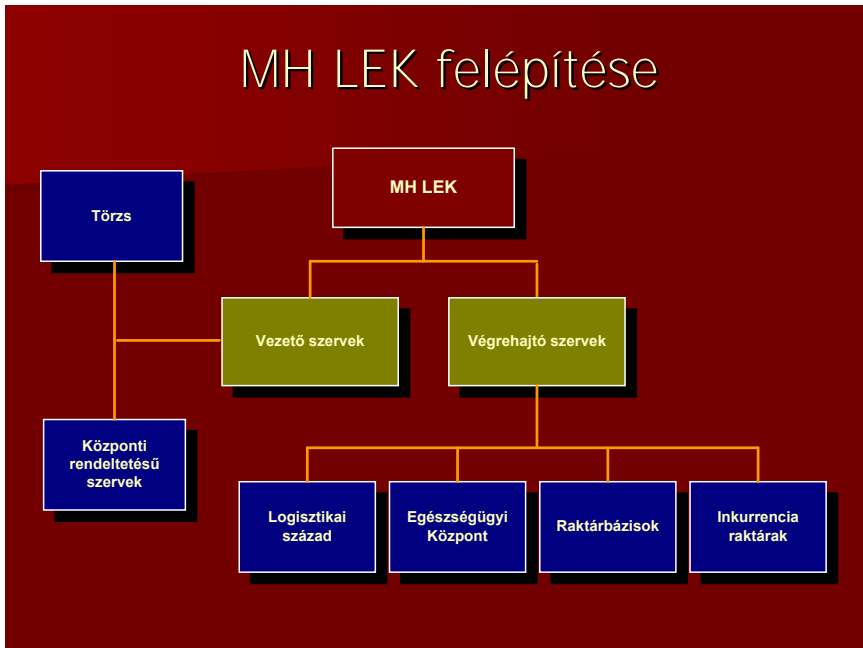 MH LEK felépítése
MH LEK
Törzs
Vezető szervek
Végrehajtó szervek
Központi
rendeltetésű
szervek
Logisztikai
század
Egészségügyi
Központ
Raktárbázisok
Inkurrencia
raktárak